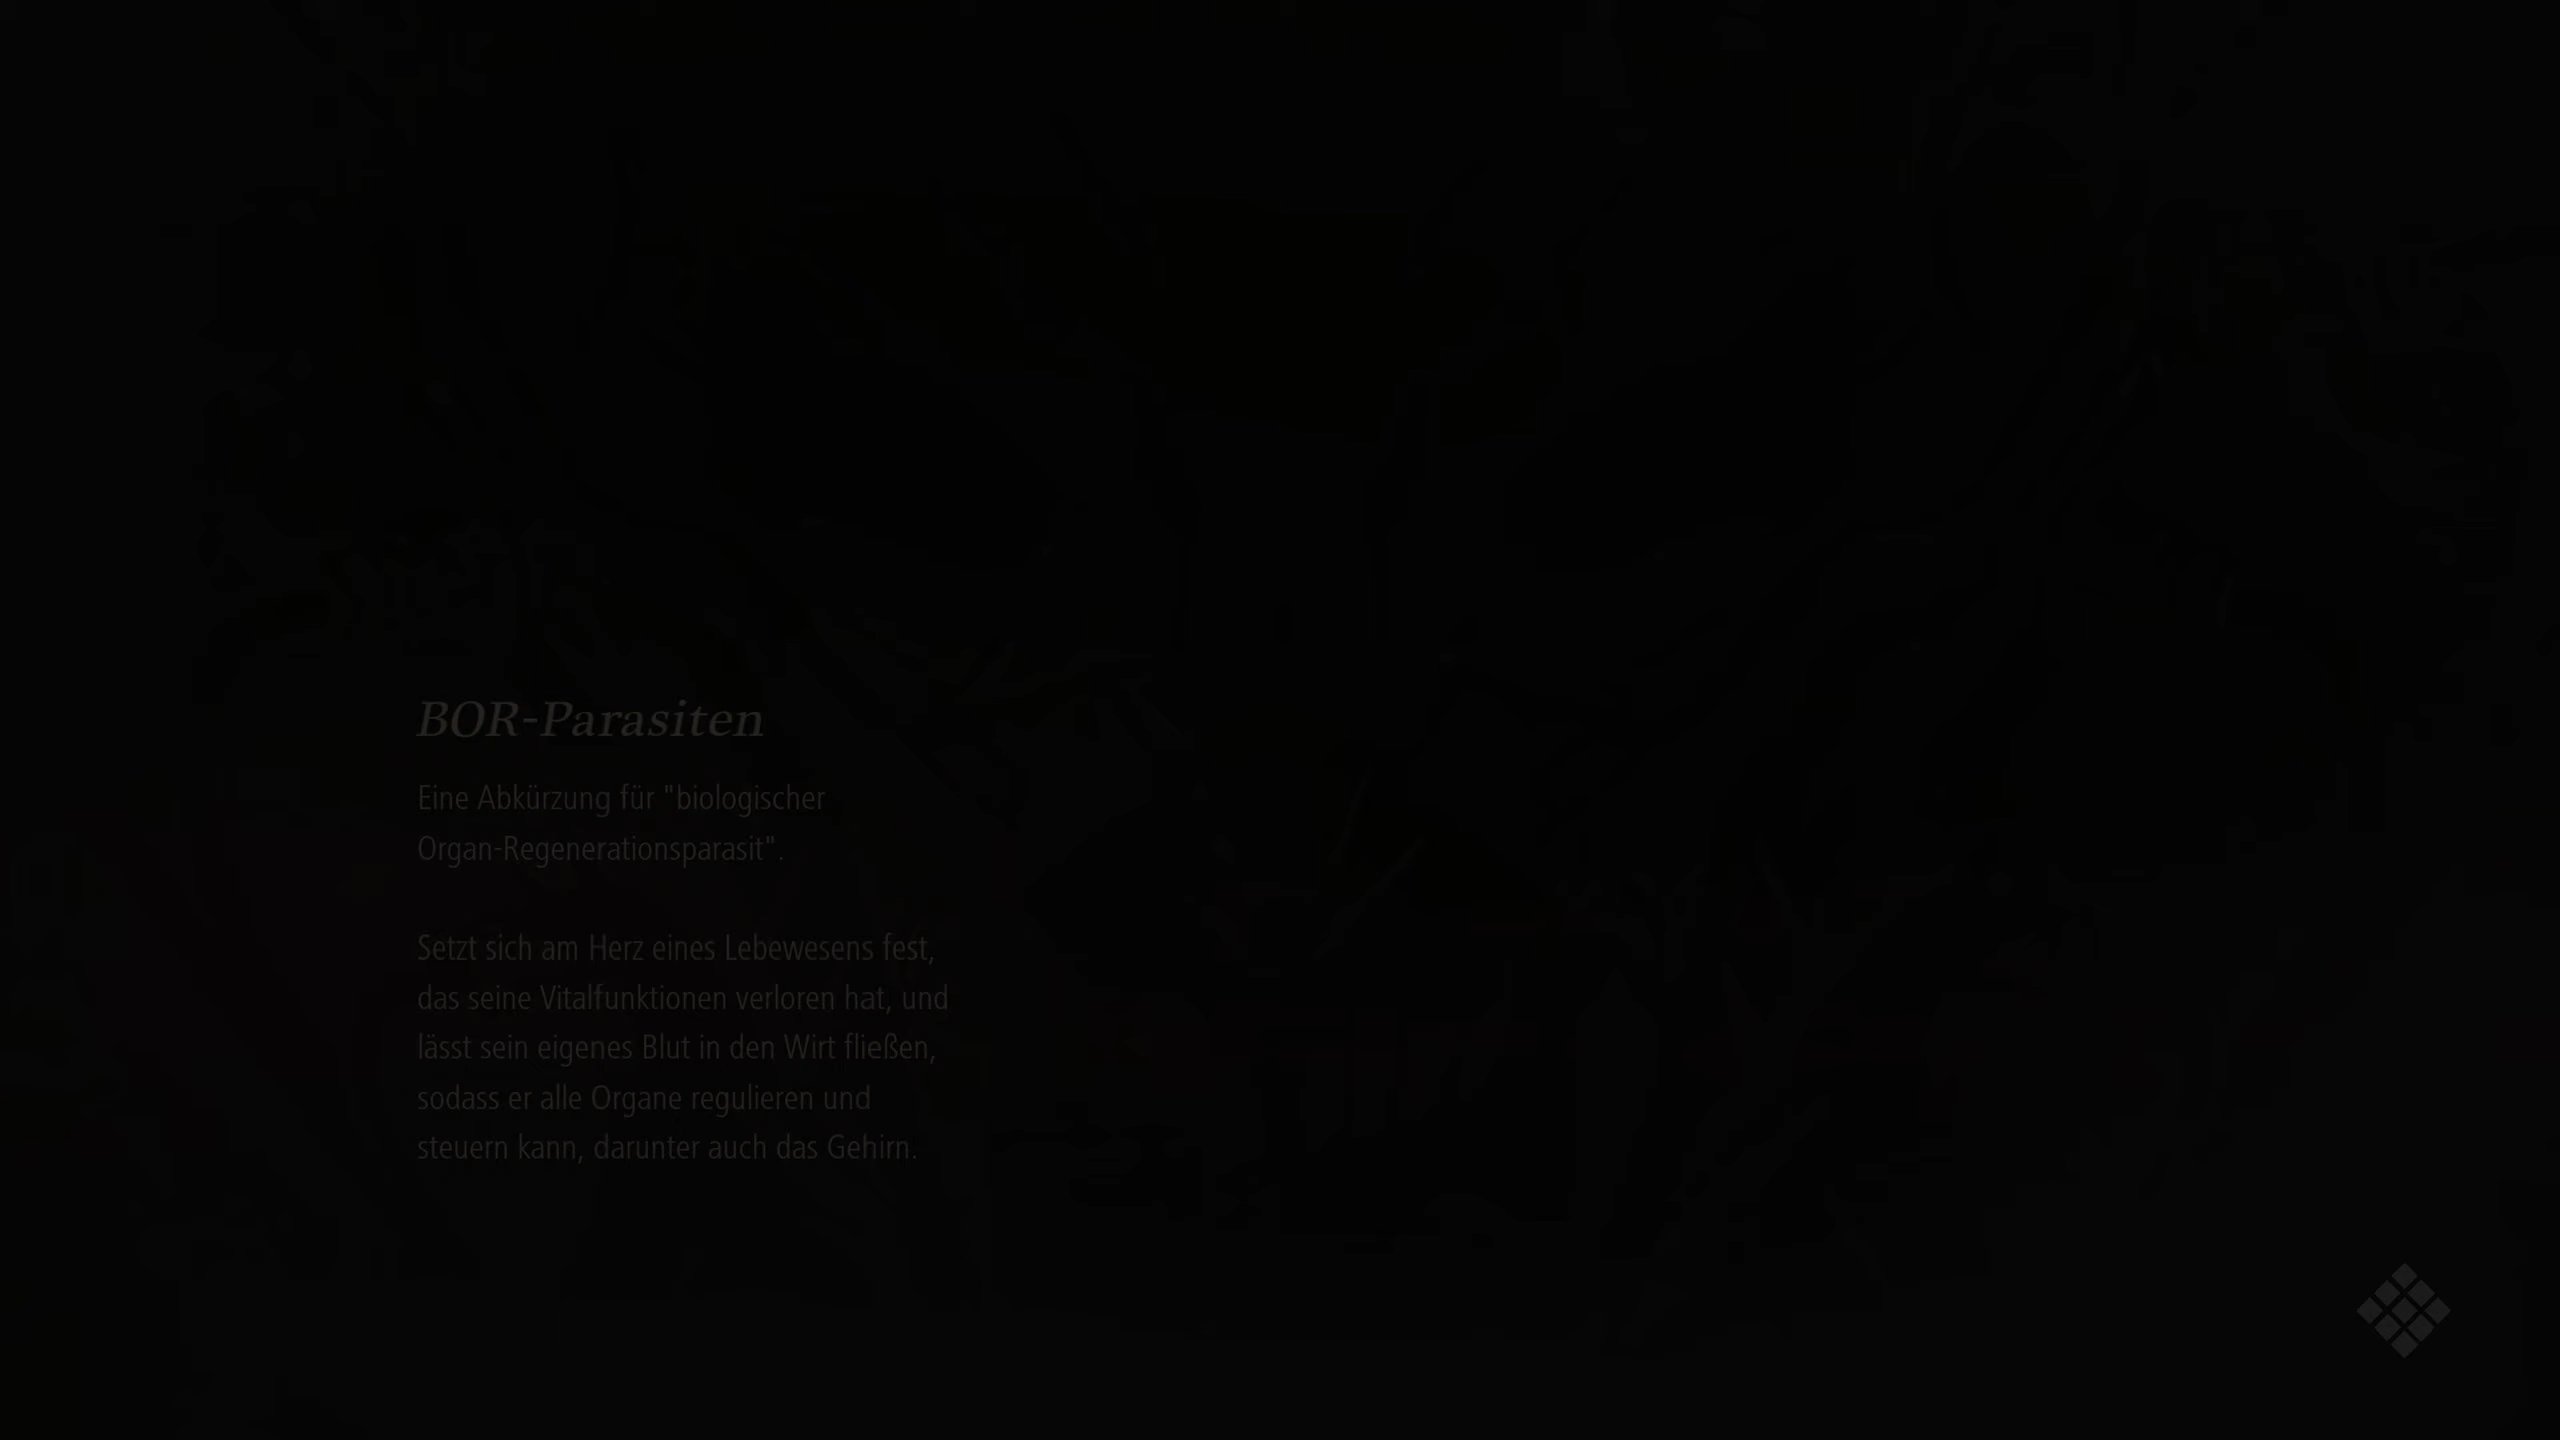 BOR-Parasiten
Eine Abkürzung für "biologischer
Organ-Regenerationsparasit".
Setzt sich am Herz eines Lebewesens fest,
das seine Vitalfunktionen verloren hat, und
lässt sein eigenes Blut in den Wirt fließen,
sodass er alle Organe regulieren und
steuern kann, darunter auch das Gehirn.